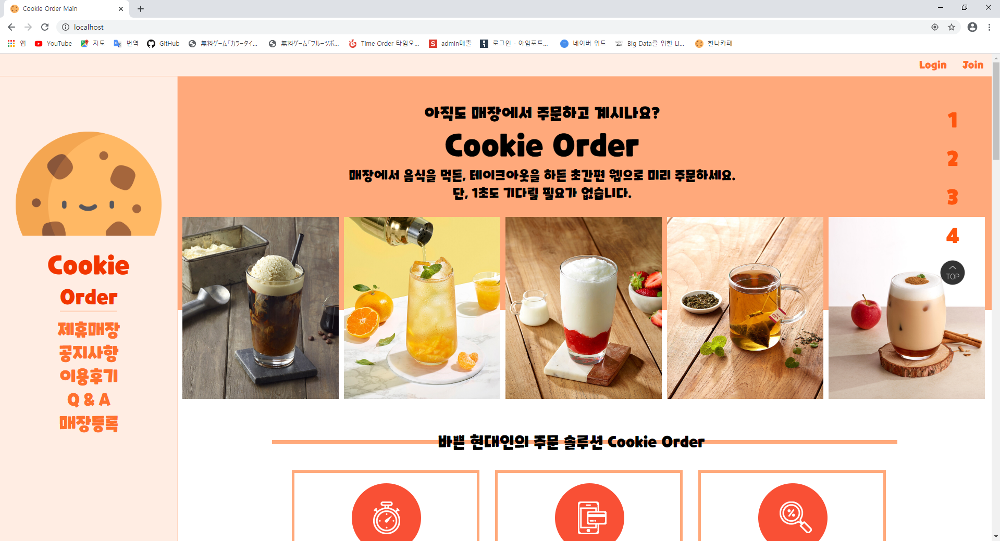 Cookie Order Main
localhost
앱 YouTube 지도 번역 GitHub 無料ゲーム「カラータイ... 無料ゲーム「フルーツボ... Time Order 타임오... admin매출 로그인 - 아임포트... 네이버 워드 Big Data를 위한 Li... 한나카페
Login Join
Cookie
Order
제휴매장
공지사항
이용후기
Q & A
매장등록
아직도 매장에서 주문하고 계시나요?
Cookie Order
매장에서 음식을 먹든, 테이크아웃을 하든 초간편 웹으로 미리 주문하세요.
단, 1초도 기다릴 필요가 없습니다.
1
2
3
4
TOP
바쁜 현대인의 주문 솔루션 Cookie Order